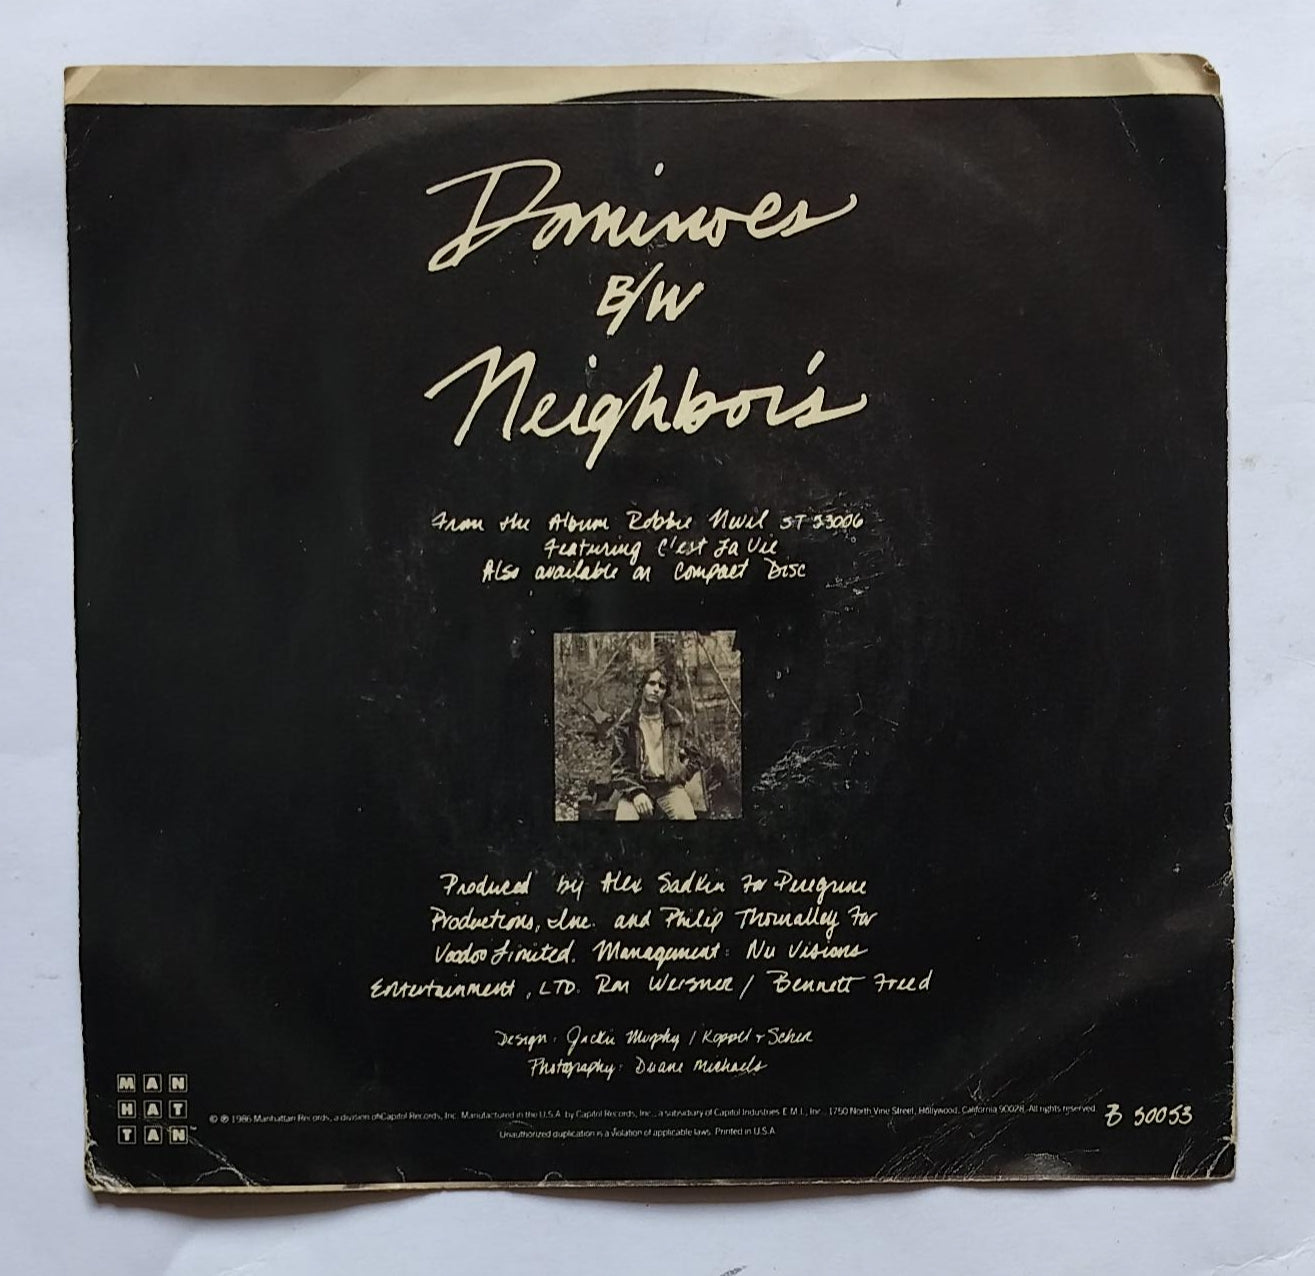 Dominoes
B/W
Neighbors
From the Album Robbie Nevil ST 53006
Featuring C'est La Vie
Also available on Compact Disc
Produced by Alex Sadkin For Peregrine
Productions, Inc. and Philip Thornalley For
Voodoo Limited. Management: Nu Visions
Entertainment, LTD. Ron Weisner / Bennett Freed
Design: Jackie Murphy / Koppel + Scher
Photography: Duane Michaels
MAN
HAT
TAN™
© ℗ 1986 Manhattan Records, a division of Capitol Records, Inc. Manufactured in the U.S.A. by Capitol Records, Inc., a subsidiary of Capitol Industries E.M.I., Inc., 1750 North Vine Street, Hollywood, California 90028. All rights reserved.
B 50053
Unauthorized duplication is a violation of applicable laws. Printed in U.S.A.